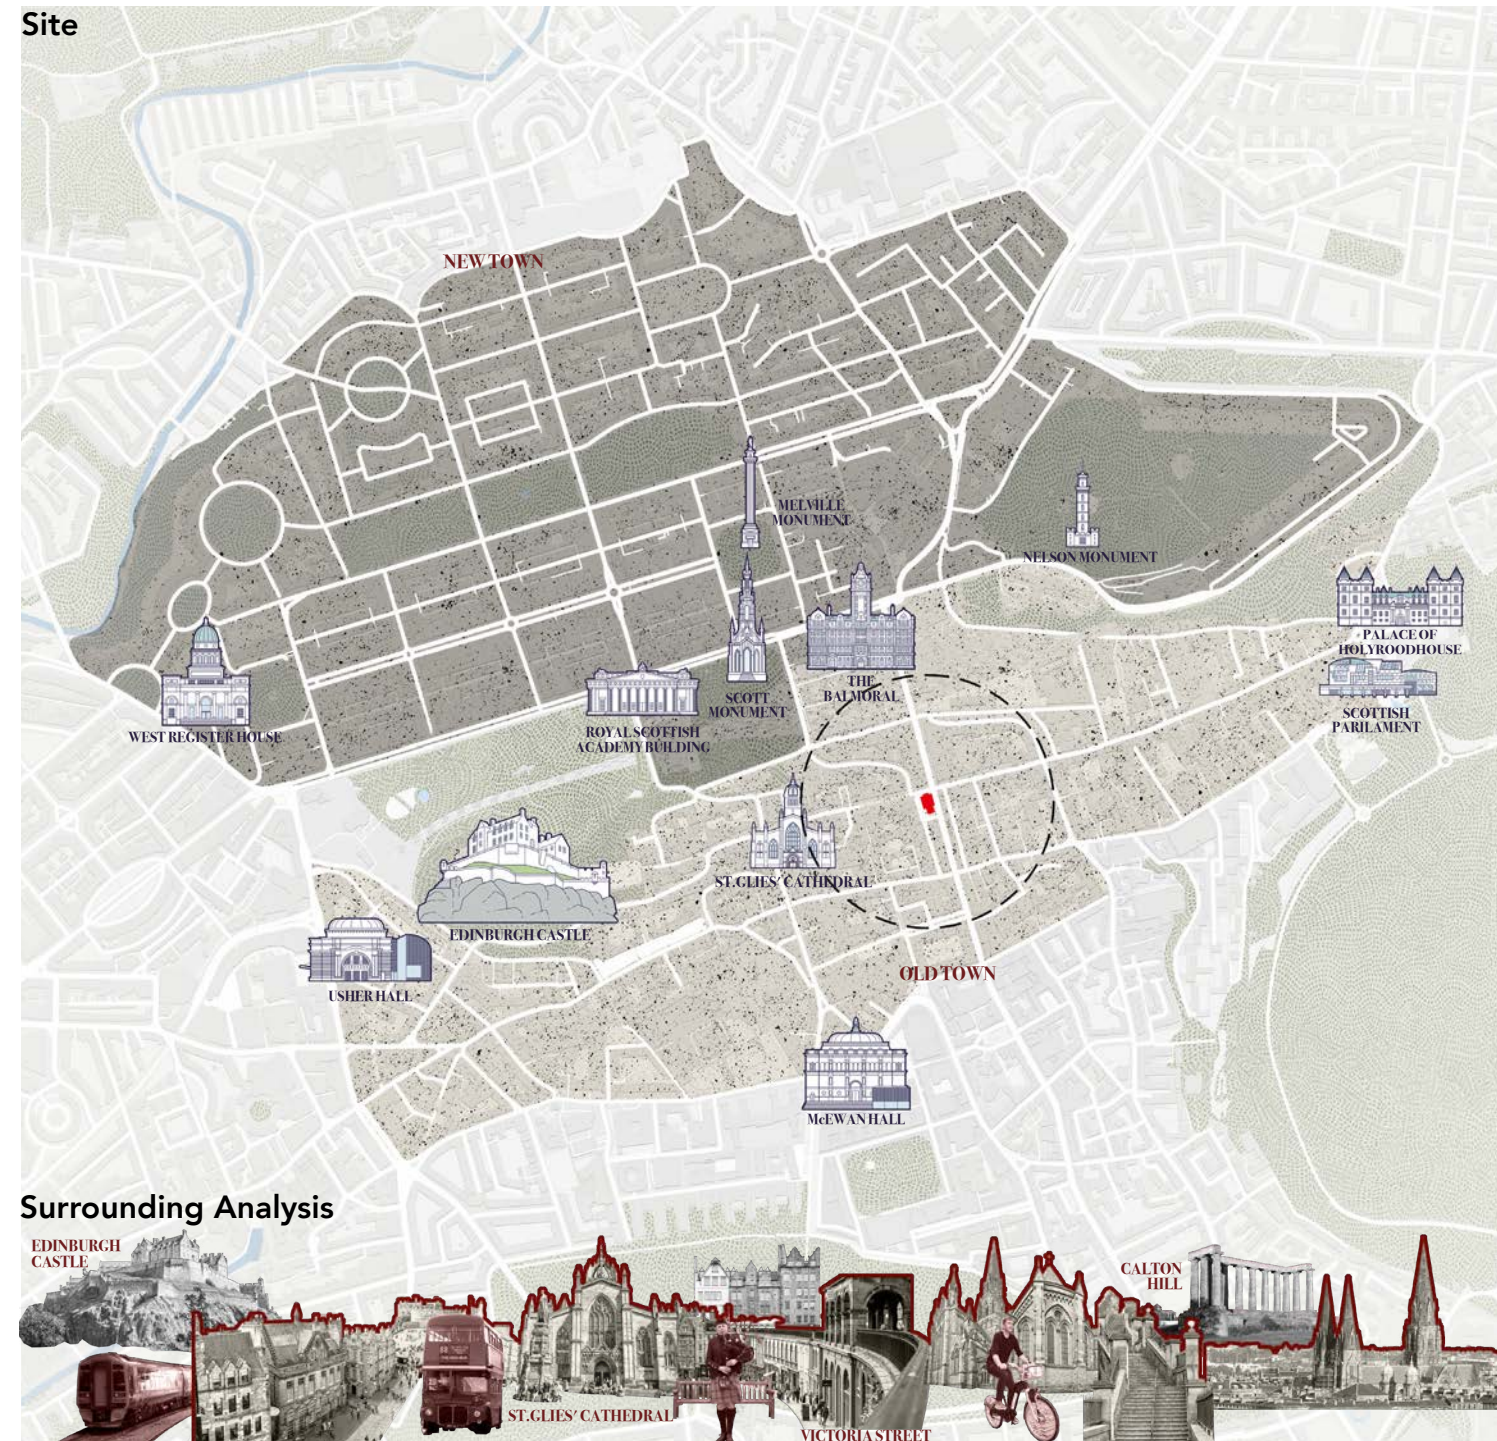 Site
NEW TOWN
MELVILLE
MONUMENT
NELSON MONUMENT
PALACE OF
HOLYROODHOUSE
THE
BALMORAL
SCOTT
MONUMENT
SCOTTISH
PARILAMENT
WEST REGISTER HOUSE
ROYAL SCOTTISH
ACADEMY BUILDING
ST.GLIES' CATHEDRAL
EDINBURGH CASTLE
OLD TOWN
USHER HALL
McEWAN HALL
Surrounding Analysis
EDINBURGH
CASTLE
CALTON
HILL
ST.GLIES' CATHEDRAL
VICTORIA STREET